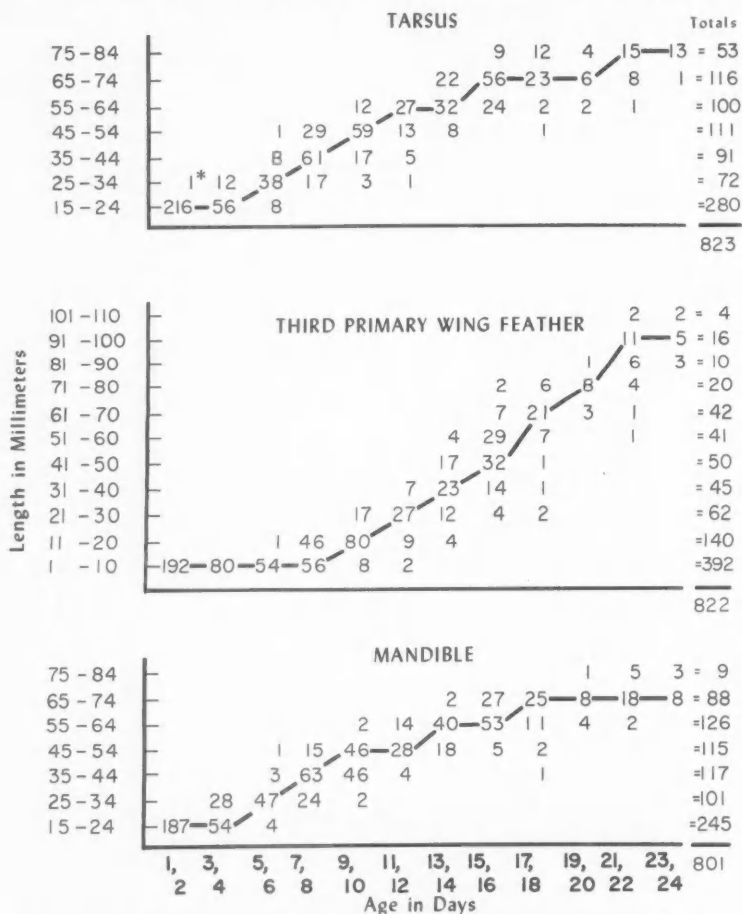 TARSUS Totals
75-84 9 12 4 15 13 = 53
65-74 22 56 23 6 8 1 = 116
55-64 12 27 32 24 2 2 1 = 100
45-54 1 29 59 13 8 1 = 111
35-44 8 61 17 5 = 91
25-34 1* 12 38 17 3 1 = 72
15-24 216 56 8 =280
823
THIRD PRIMARY WING FEATHER
101-110 2 2 = 4
91-100 11 5 = 16
81-90 1 6 3 = 10
71-80 2 6 8 4 = 20
61-70 7 21 3 1 = 42
51-60 4 29 7 1 = 41
41-50 17 32 1 = 50
31-40 7 23 14 1 = 45
21-30 17 27 12 4 2 = 62
11-20 1 46 80 9 4 =140
1-10 192 80 54 56 8 2 =392
822
Length in Millimeters
MANDIBLE
75-84 1 5 3 = 9
65-74 2 27 25 8 18 8 = 88
55-64 2 14 40 53 11 4 2 =126
45-54 1 15 46 28 18 5 2 =115
35-44 3 63 46 4 1 =117
25-34 28 47 24 2 =101
15-24 187 54 4 =245
801
1, 3, 5, 7, 9, 11, 13, 15, 17, 19, 21, 23,
2 4 6 8 10 12 14 16 18 20 22 24
Age in Days